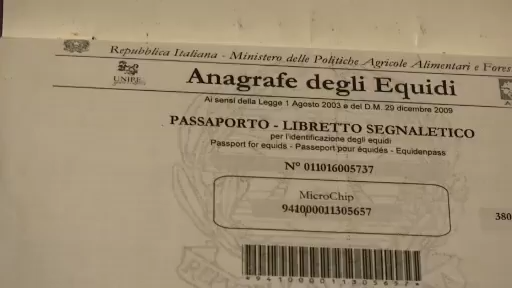 Repubblica Italiana - Ministero delle Politiche Agricole Alimentari e Fores
UNIRE
Anagrafe degli Equidi
Ai sensi della Legge 1 Agosto 2003 e del D.M. 29 dicembre 2009
PASSAPORTO - LIBRETTO SEGNALETICO
per l'identificazione degli equidi
Passport for equids - Passeport pour équidés - Equidenpass
N° 011016005737
MicroChip
941000011305657
380
*941000011305657*